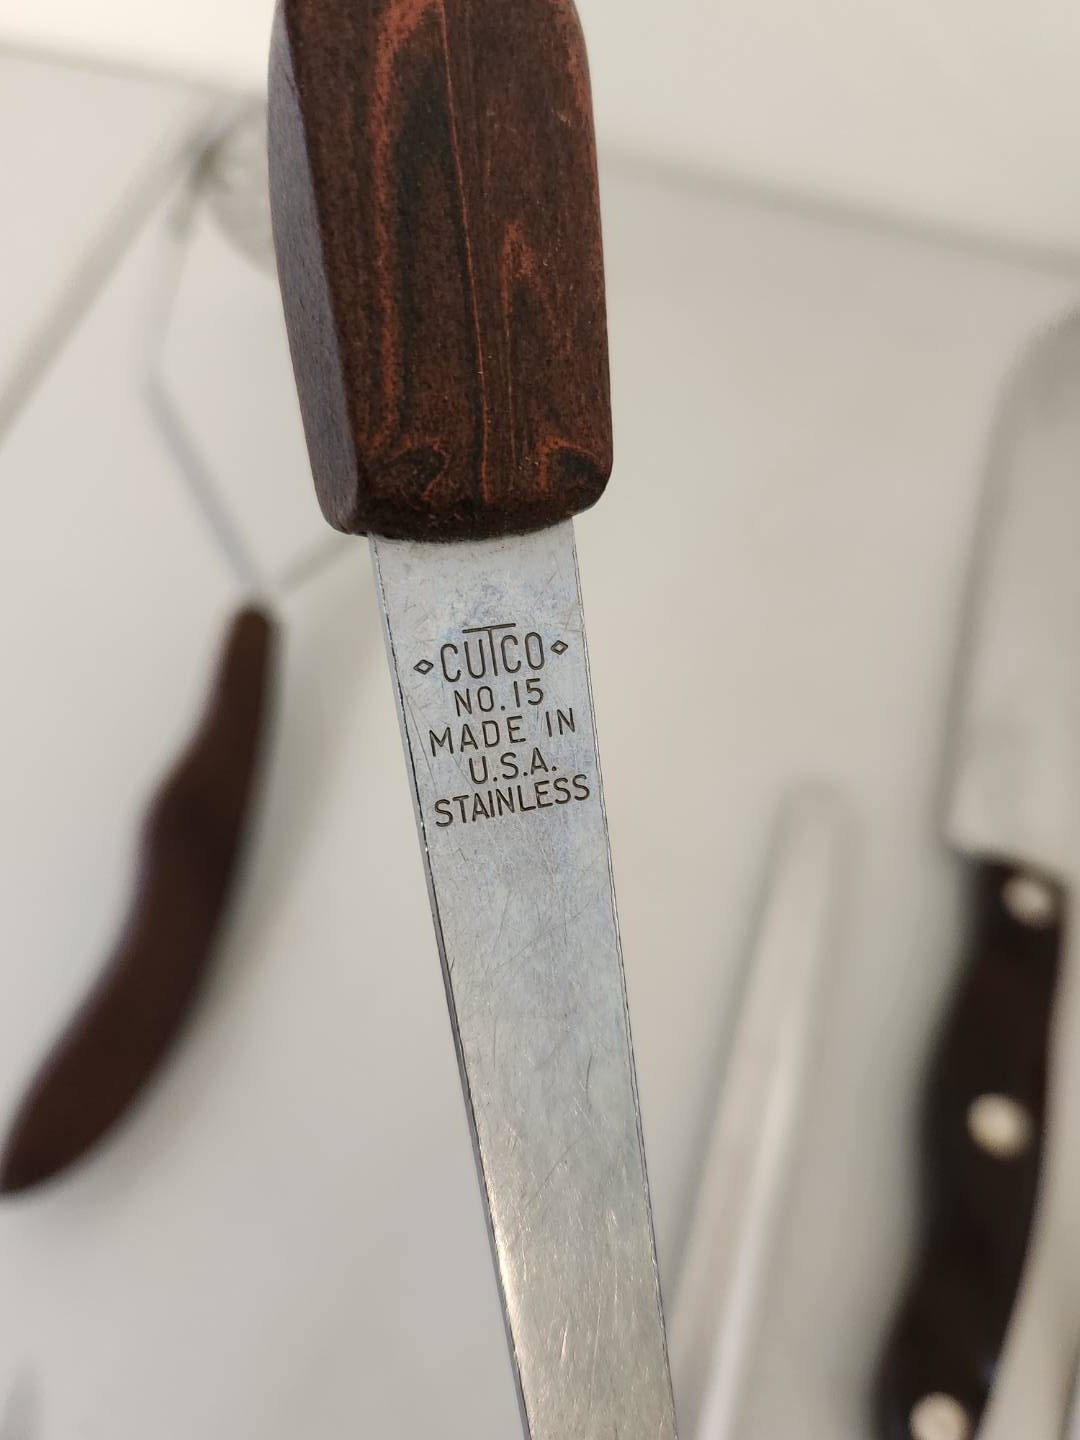 CUTCO
NO. 15
MADE IN
U.S.A.
STAINLESS